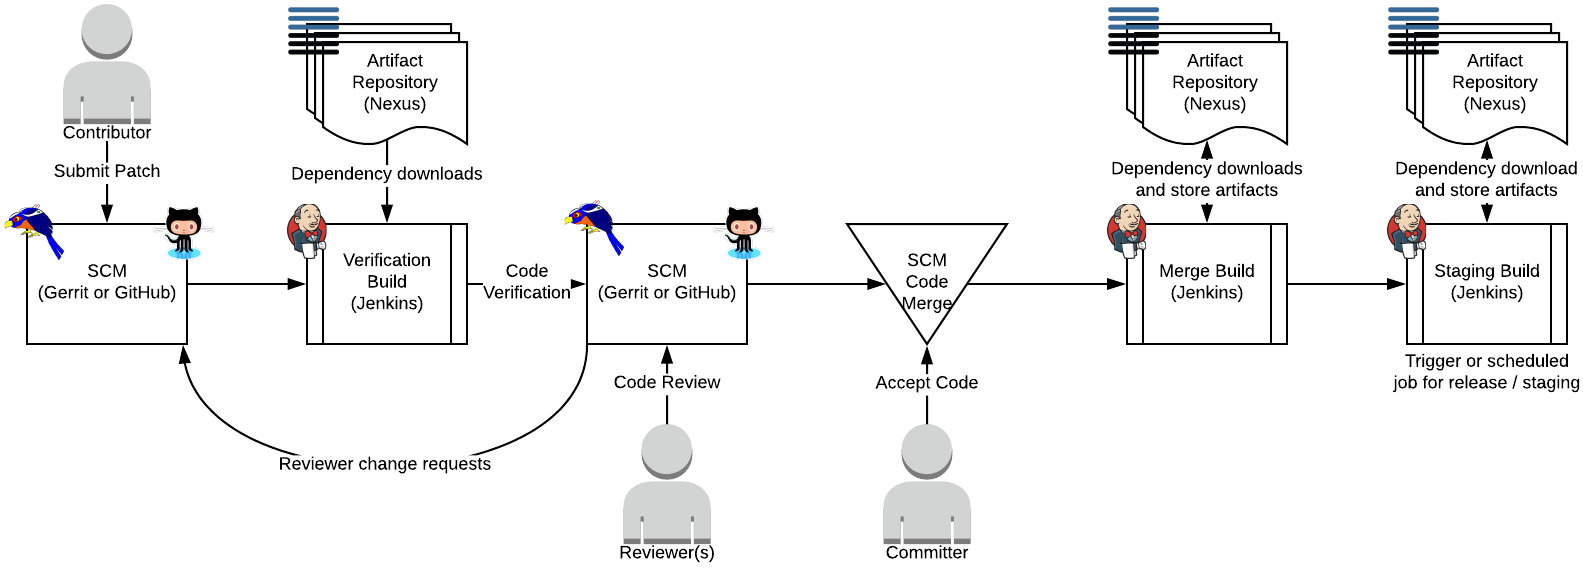 Contributor
Submit Patch
SCM
(Gerrit or GitHub)
Artifact
Repository
(Nexus)
Dependency downloads
Verification
Build
(Jenkins)
Code
Verification
SCM
(Gerrit or GitHub)
Reviewer change requests
Code Review
Reviewer(s)
SCM
Code
Merge
Accept Code
Committer
Artifact
Repository
(Nexus)
Dependency downloads
and store artifacts
Merge Build
(Jenkins)
Artifact
Repository
(Nexus)
Dependency download
and store artifacts
Staging Build
(Jenkins)
Trigger or scheduled
job for release / staging